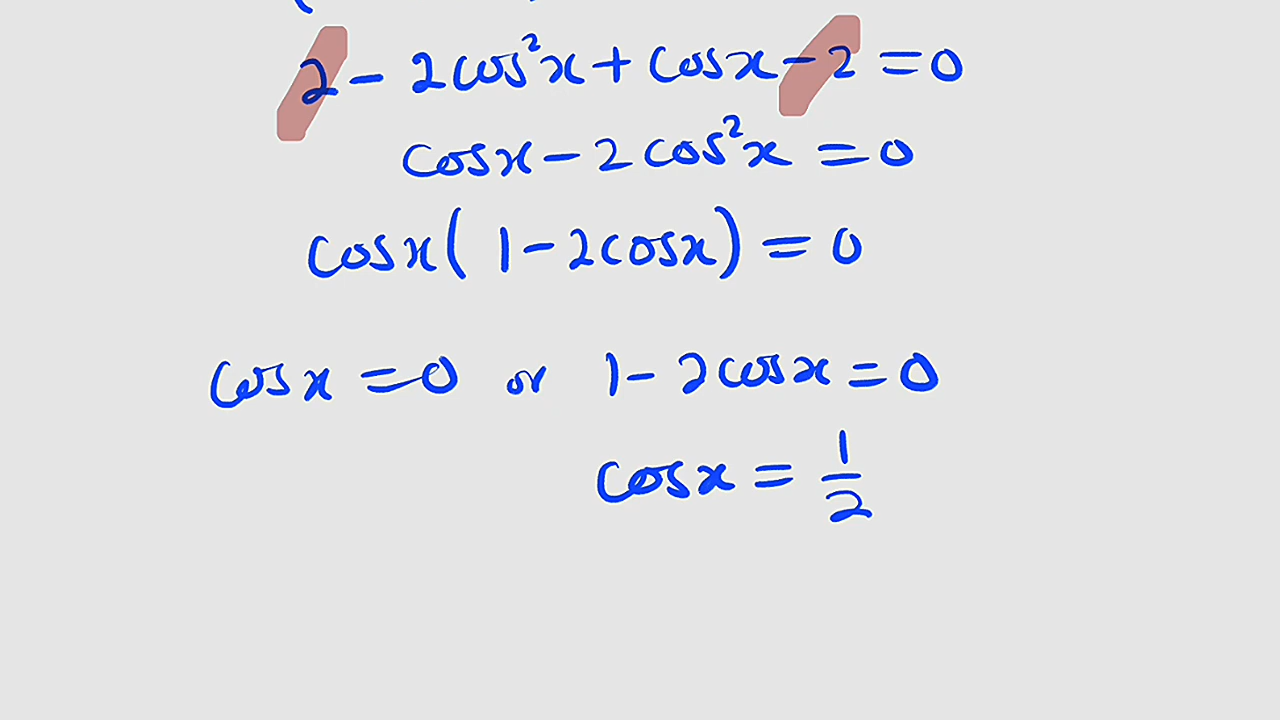 2 - 2cos²x + cosx - 2 = 0
cosx - 2cos²x = 0
cosx( 1 - 2cosx) = 0
cosx = 0 or 1 - 2cosx = 0
cosx = 1/2